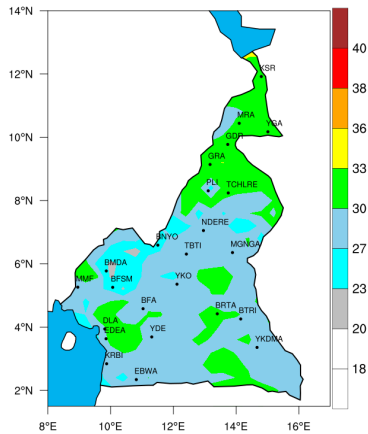 14°N
12°N
10°N
8°N
6°N
4°N
2°N
8°E
10°E
12°E
14°E
16°E
KSR
MRA
YGA
GDR
GRA
PLI
TCHLRE
NDERE
BNYO
TBTI
MGNGA
BMDA
MMF
BFSM
YKO
BFA
BRTA
BTRI
DLA
EDEA
YDE
YKDMA
KRBI
EBWA
40
38
36
33
30
27
23
20
18